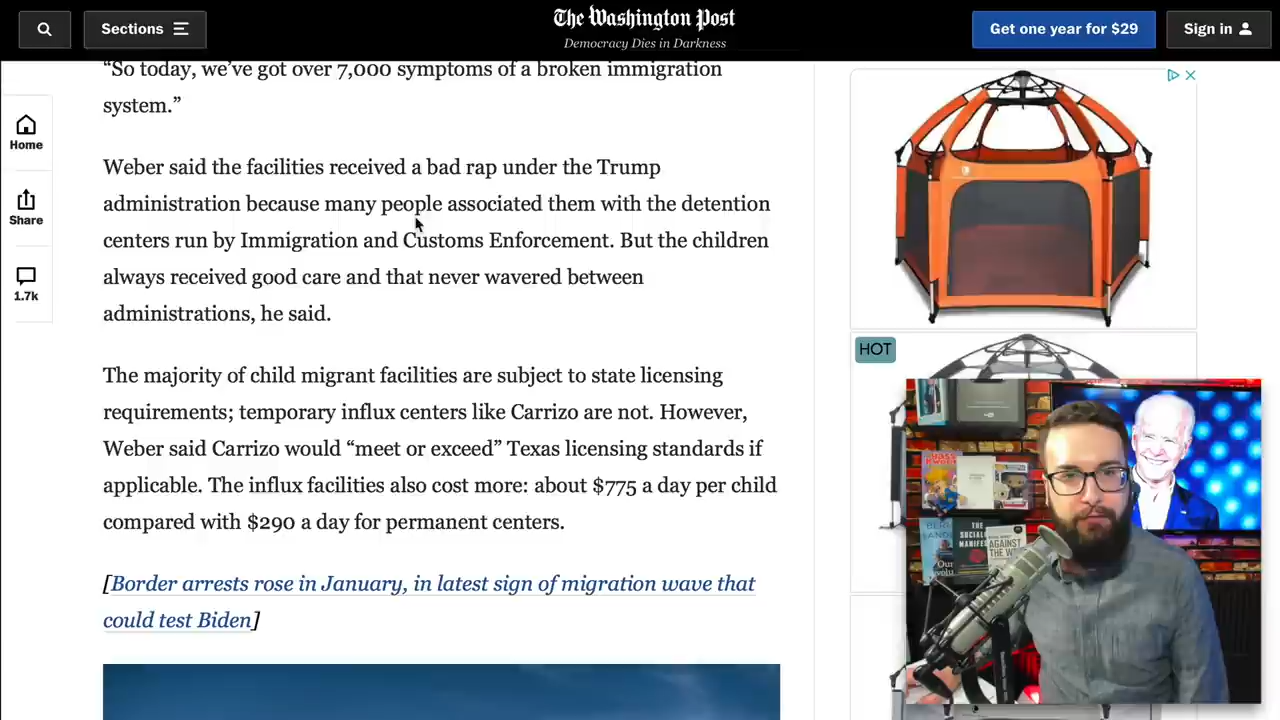 Sections
The Washington Post
Democracy Dies in Darkness
Get one year for $29
Sign in
“So today, we’ve got over 7,000 symptoms of a broken immigration
system.”
Home
Share
1.7k
Weber said the facilities received a bad rap under the Trump
administration because many people associated them with the detention
centers run by Immigration and Customs Enforcement. But the children
always received good care and that never wavered between
administrations, he said.
The majority of child migrant facilities are subject to state licensing
requirements; temporary influx centers like Carrizo are not. However,
Weber said Carrizo would “meet or exceed” Texas licensing standards if
applicable. The influx facilities also cost more: about $775 a day per child
compared with $290 a day for permanent centers.
[Border arrests rose in January, in latest sign of migration wave that
could test Biden]
HOT
THE
AGAINST
THE
Our